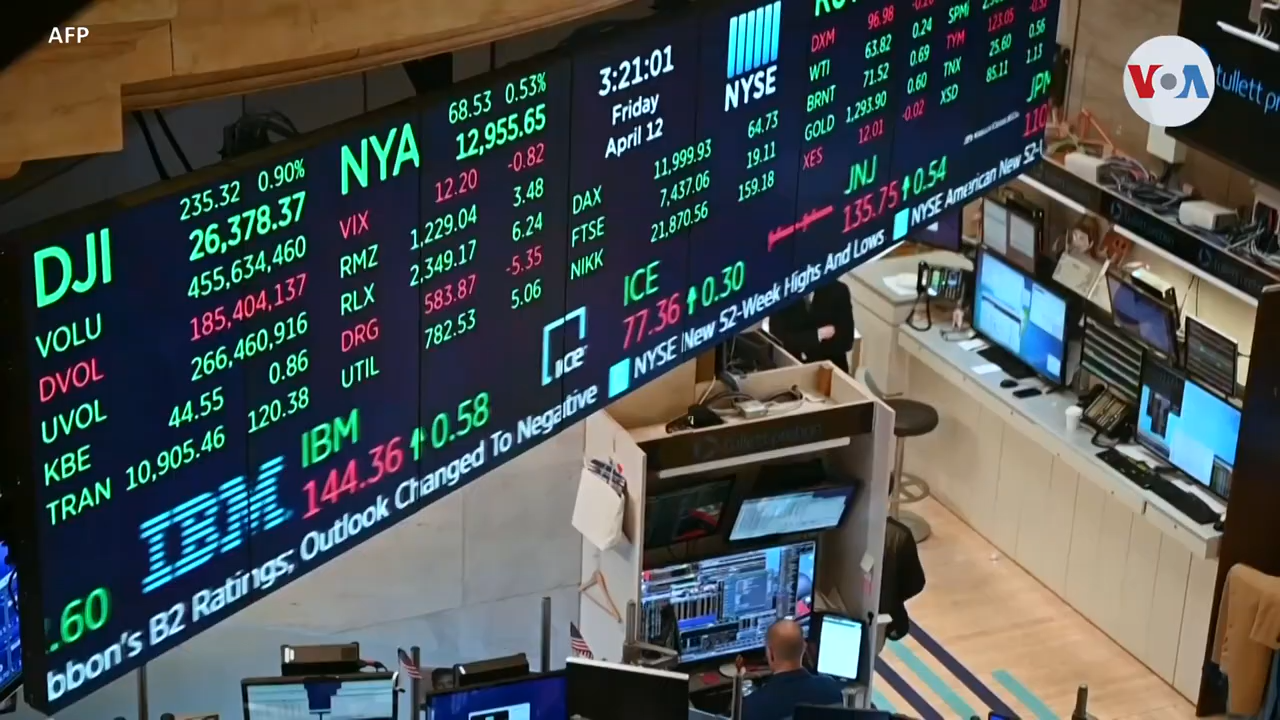 AFP
VOA
DJI
235.32 0.90%
26,378.37
455,634,460
VOLU
185,404,137
DVOL
266,460,916
UVOL
0.86
KBE 44.55
120.38
TRAN 10,905.46
NYA
68.53 0.53%
12,955.65
VIX 12.20 -0.82
RMZ 1,229.04 3.48
RLX 2,349.17 6.24
DRG 583.87 -5.35
UTIL 782.53 5.06
3:21:01
Friday
April 12
NYSE
DAX 11,999.93 64.73
FTSE 7,437.06 19.11
NIKK 21,870.56 159.18
96.98
DXM 63.82 0.24
WTI 71.52 0.69
BRNT 1,293.90 0.60
GOLD 12.01 -0.02
XES
SPMI
TYM 123.05
TNX 25.60 0.56
XSD 85.11 1.13
IBM
IBM
144.36 0.58
ice
ICE
77.36 0.30
JNJ
135.75 0.54
JPM
110
.60
bbon's B2 Ratings; Outlook Changed To Negative NYSE New 52-Week Highs And Lows NYSE American New 52-
tullett prebon
tullett pre